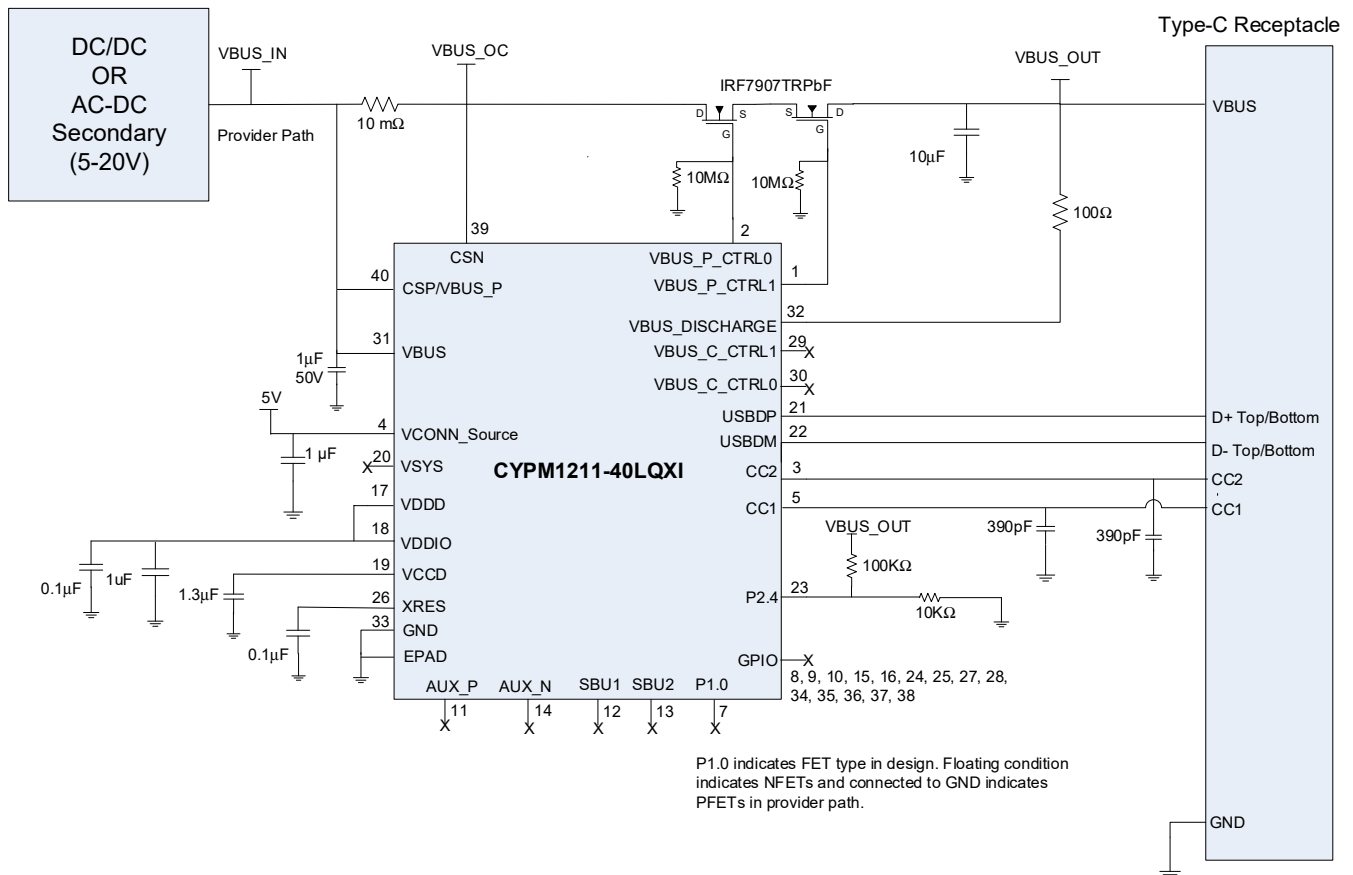 Type-C Receptacle
DC/DC
OR
AC-DC
Secondary
(5-20V)
VBUS_IN
VBUS_OC
VBUS_OUT
IRF7907TRPbF
D
S
G
S
D
G
VBUS
10 mΩ
Provider Path
10µF
10MΩ
10MΩ
100Ω
39
2
CSN
VBUS_P_CTRL0
1
40
CSP/VBUS_P
VBUS_P_CTRL1
32
VBUS_DISCHARGE
31
VBUS
29
VBUS_C_CTRL1
X
1µF
50V
30
VBUS_C_CTRL0
X
5V
21
USBDP
D+ Top/Bottom
4
VCONN_Source
22
USBDM
D- Top/Bottom
1 µF
20
X
VSYS
CYPM1211-40LQXI
3
CC2
CC2
17
VDDD
5
CC1
CC1
18
VDDIO
VBUS_OUT
390pF
390pF
0.1µF
1uF
19
VCCD
100KΩ
1.3µF
26
XRES
23
P2.4
10KΩ
33
GND
0.1µF
EPAD
GPIO
X
8, 9, 10, 15, 16, 24, 25, 27, 28,
34, 35, 36, 37, 38
AUX_P
AUX_N
SBU1
SBU2
P1.0
11
14
12
13
7
X
X
X
X
X
P1.0 indicates FET type in design. Floating condition
indicates NFETs and connected to GND indicates
PFETs in provider path.
GND